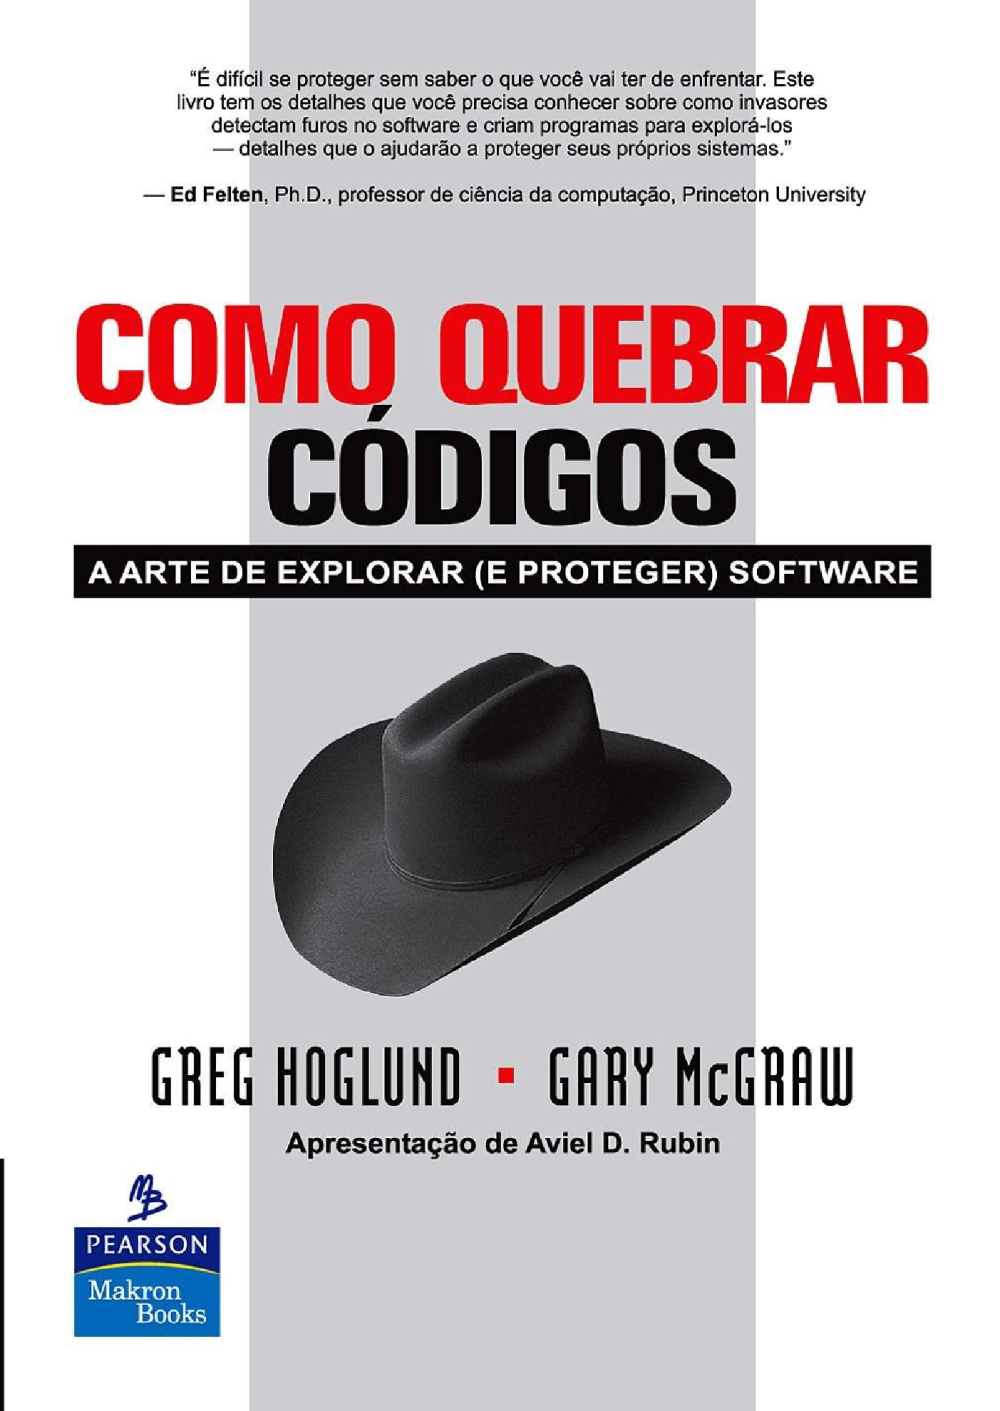 “É difícil se proteger sem saber o que você vai ter de enfrentar. Este
livro tem os detalhes que você precisa conhecer sobre como invasores
detectam furos no software e criam programas para explorá-los
— detalhes que o ajudarão a proteger seus próprios sistemas.”
— Ed Felten, Ph.D., professor de ciência da computação, Princeton University
COMO QUEBRAR
CÓDIGOS
A ARTE DE EXPLORAR (E PROTEGER) SOFTWARE
GREG HOGLUND ▪ GARY McGRAW
Apresentação de Aviel D. Rubin
MB
PEARSON
Makron
Books